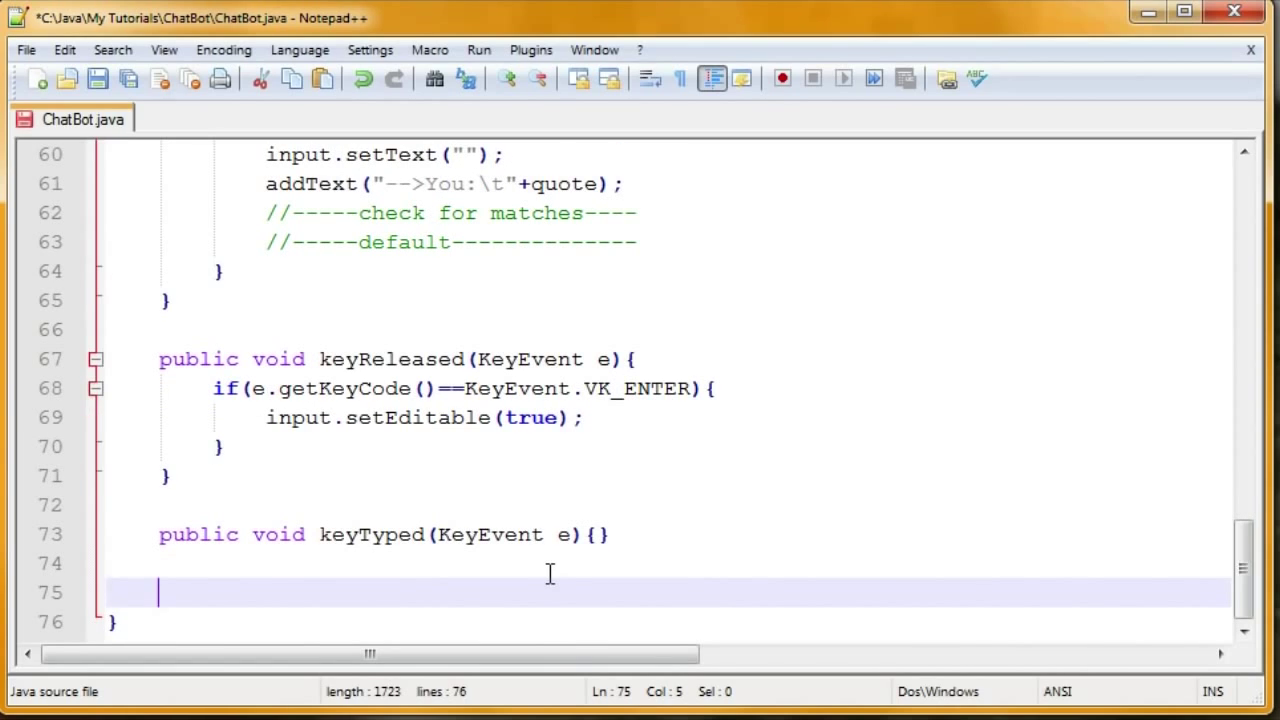 *C:\Java\My Tutorials\ChatBot\ChatBot.java - Notepad++
File Edit Search View Encoding Language Settings Macro Run Plugins Window ? X
ABC
ChatBot.java
60 input.setText("");
61 addText("-->You:\t"+quote);
62 //-----check for matches----
63 //-----default--------------
64 }
65 }
66
67 public void keyReleased(KeyEvent e){
68 if(e.getKeyCode()==KeyEvent.VK_ENTER){
69 input.setEditable(true);
70 }
71 }
72
73 public void keyTyped(KeyEvent e){}
74
75
76 }
Java source file length : 1723 lines : 76 Ln : 75 Col : 5 Sel : 0 Dos\Windows ANSI INS